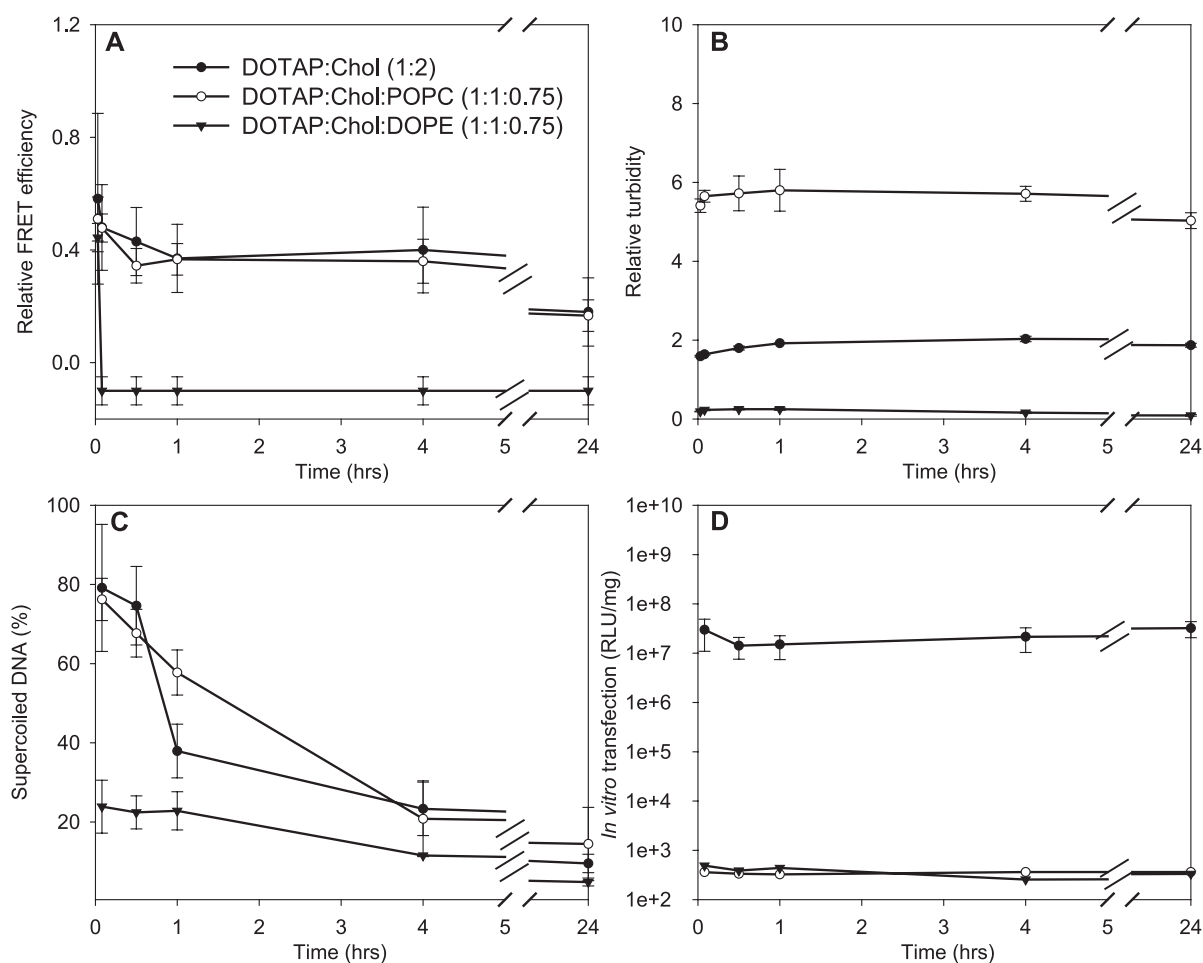 A
1.2
0.8
0.4
0.0
Relative FRET efficiency
DOTAP:Chol (1:2)
DOTAP:Chol:POPC (1:1:0.75)
DOTAP:Chol:DOPE (1:1:0.75)
0 1 2 3 4 5 24
Time (hrs)
B
10
8
6
4
2
0
Relative turbidity
0 1 2 3 4 5 24
Time (hrs)
C
100
80
60
40
20
Supercoiled DNA (%)
0 1 2 3 4 5 24
Time (hrs)
D
1e+10
1e+9
1e+8
1e+7
1e+6
1e+5
1e+4
1e+3
1e+2
In vitro transfection (RLU/mg)
0 1 2 3 4 5 24
Time (hrs)